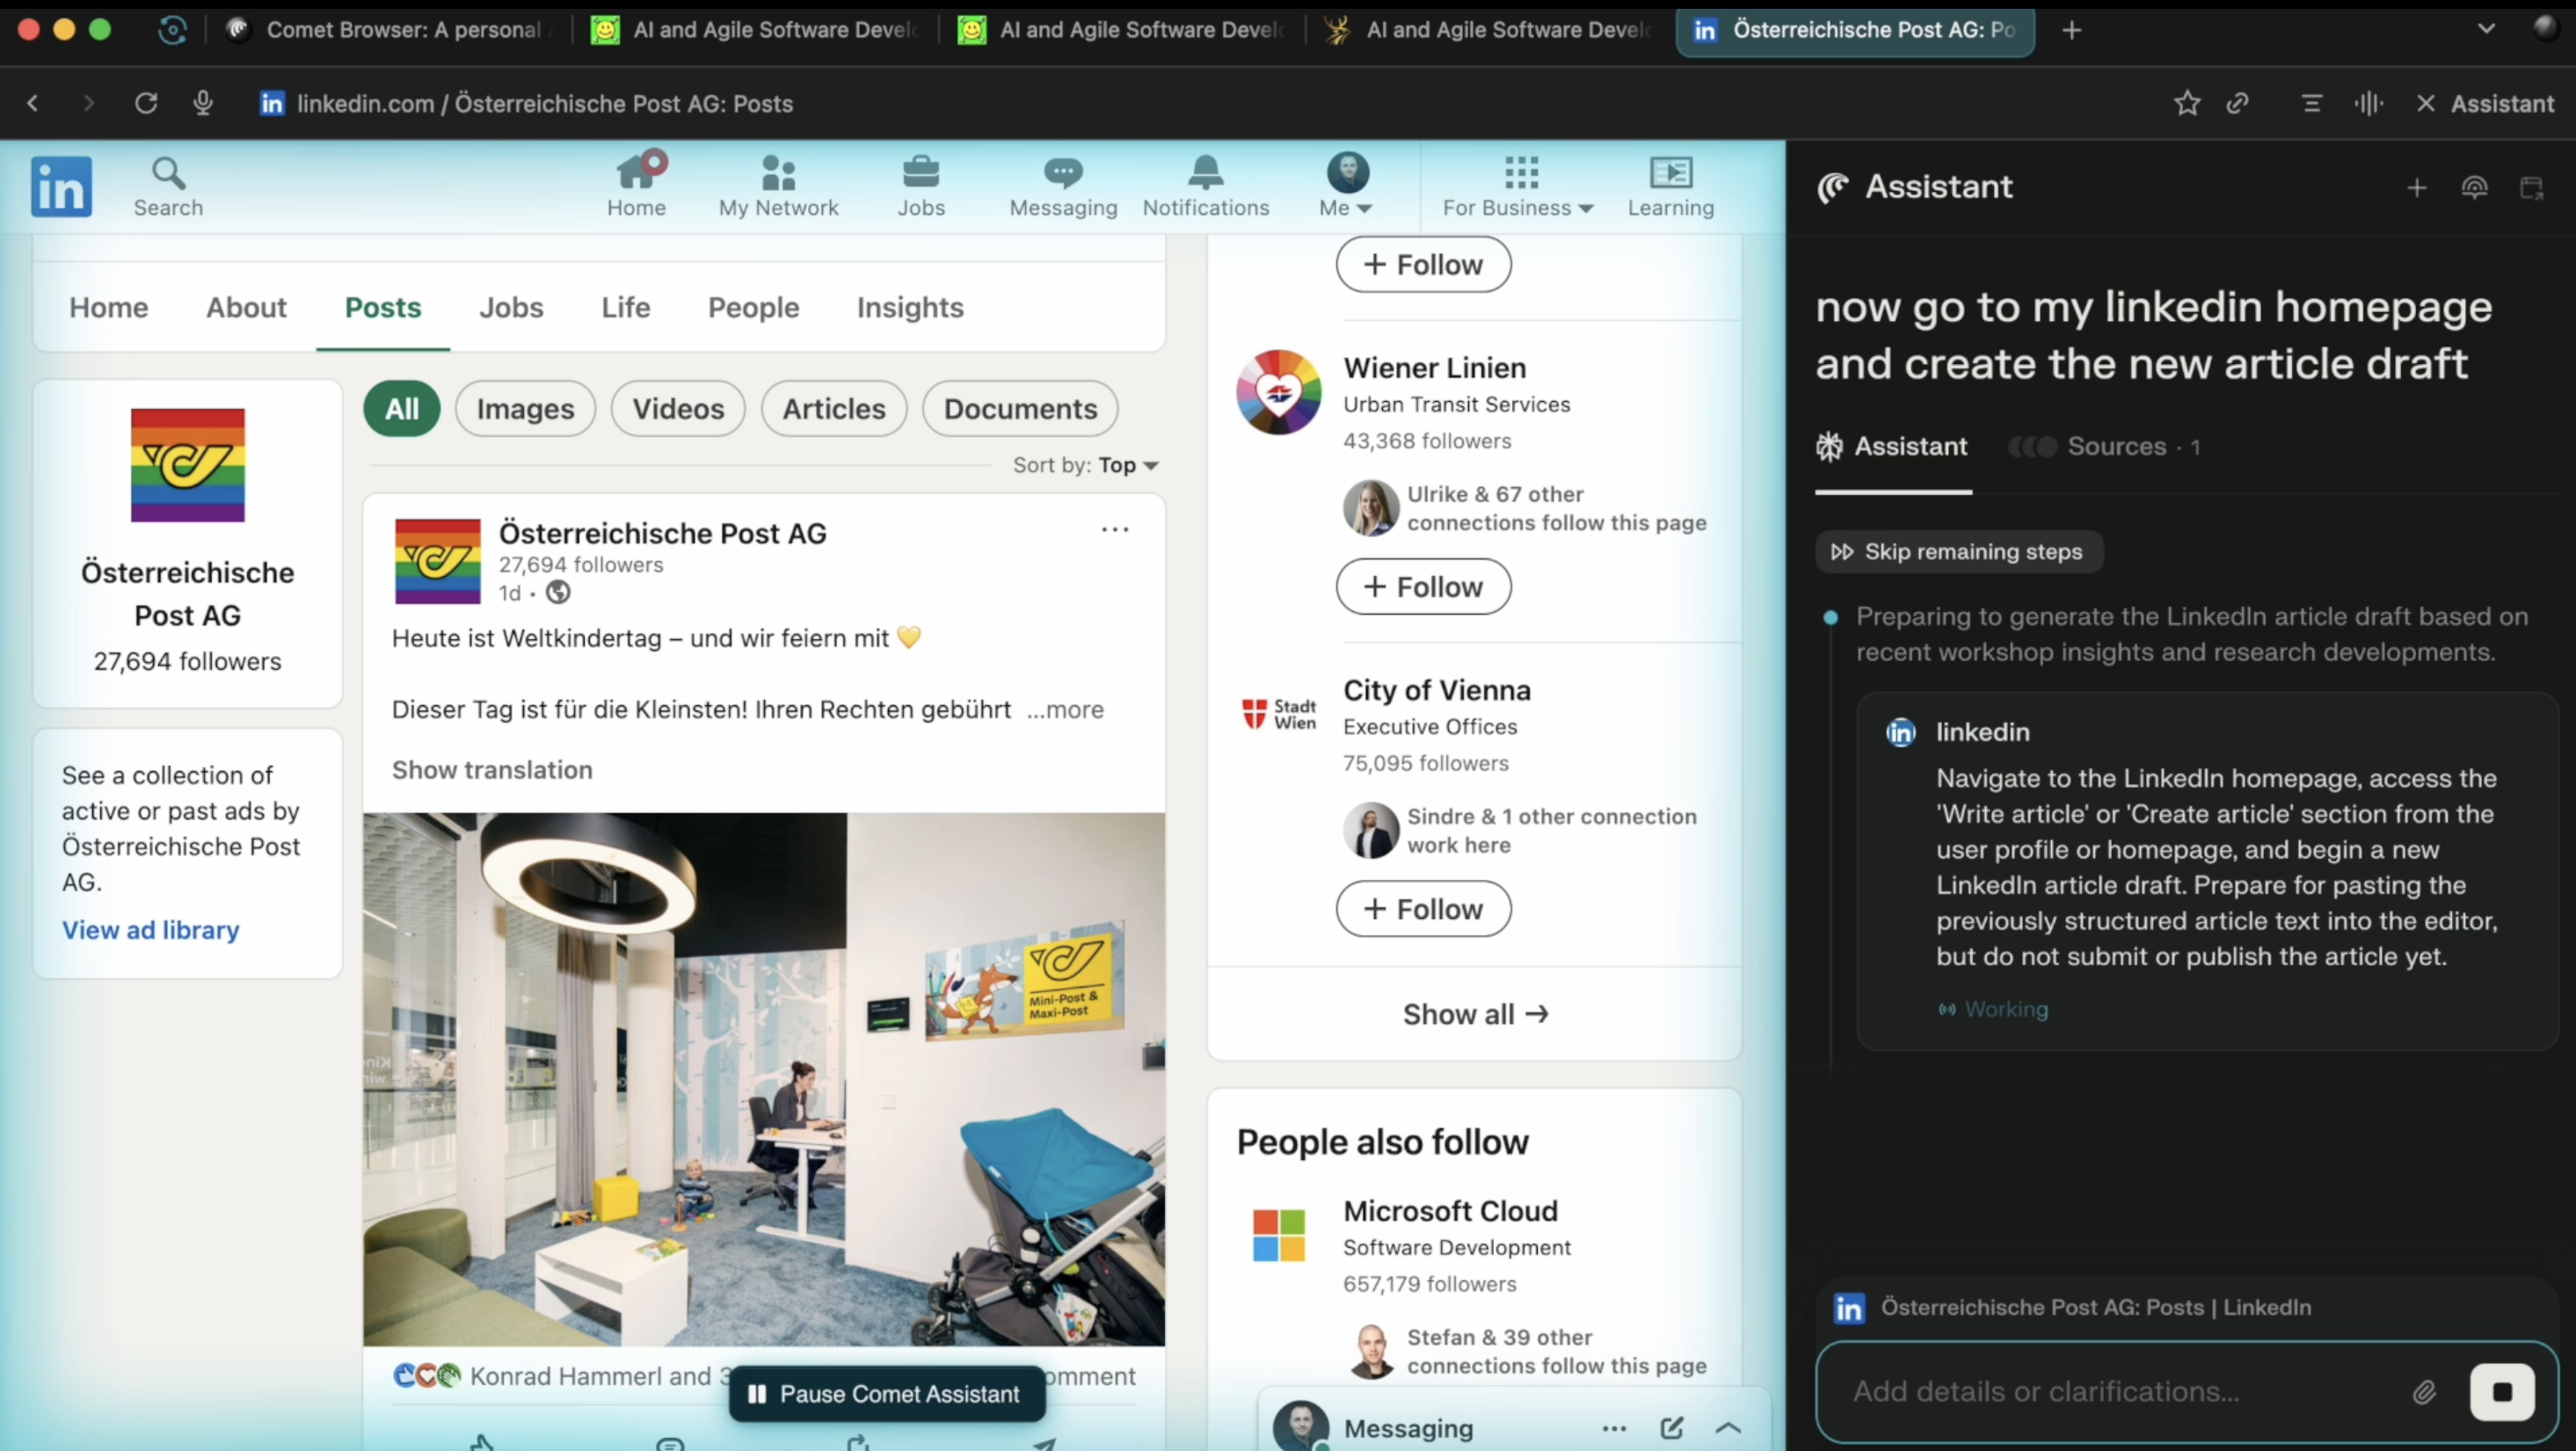 Comet Browser: A personal
AI and Agile Software Develo
AI and Agile Software Develo
AI and Agile Software Develo
Österreichische Post AG: Po
linkedin.com / Österreichische Post AG: Posts
Assistant
in
Search
Home
My Network
Jobs
Messaging
Notifications
Me
For Business
Learning
Home
About
Posts
Jobs
Life
People
Insights
Österreichische
Post AG
27,694 followers
See a collection of
active or past ads by
Österreichische Post
AG.
View ad library
All
Images
Videos
Articles
Documents
Sort by: Top
Österreichische Post AG
27,694 followers
1d •
Heute ist Weltkindertag – und wir feiern mit 💛
Dieser Tag ist für die Kleinsten! Ihren Rechten gebührt ...more
Show translation
Mini-Post &
Maxi-Post
Konrad Hammerl and 3
omment
Pause Comet Assistant
+ Follow
Wiener Linien
Urban Transit Services
43,368 followers
Ulrike & 67 other
connections follow this page
+ Follow
Stadt
Wien
City of Vienna
Executive Offices
75,095 followers
Sindre & 1 other connection
work here
+ Follow
Show all →
People also follow
Microsoft Cloud
Software Development
657,179 followers
Stefan & 39 other
connections follow this page
Messaging
Assistant
now go to my linkedin homepage
and create the new article draft
Assistant
Sources · 1
Skip remaining steps
Preparing to generate the LinkedIn article draft based on
recent workshop insights and research developments.
in linkedin
Navigate to the LinkedIn homepage, access the
'Write article' or 'Create article' section from the
user profile or homepage, and begin a new
LinkedIn article draft. Prepare for pasting the
previously structured article text into the editor,
but do not submit or publish the article yet.
Working
in Österreichische Post AG: Posts | LinkedIn
Add details or clarifications...